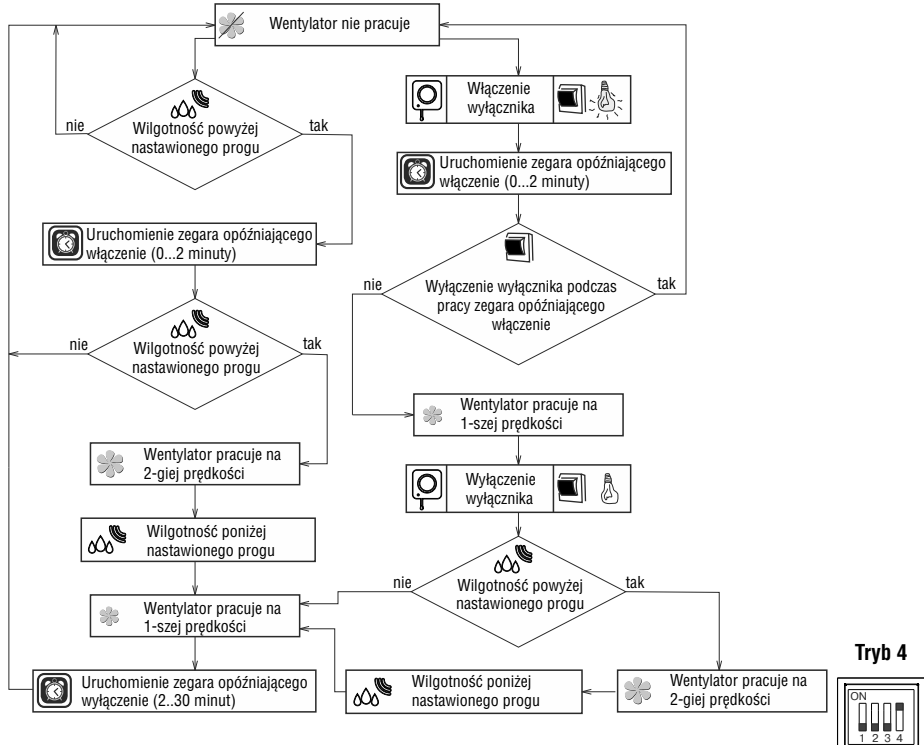 Wentylator nie pracuje
Włączenie
wyłącznika
nie
Wilgotność powyżej
nastawionego progu
tak
Uruchomienie zegara opóźniającego
włączenie (0...2 minuty)
Uruchomienie zegara opóźniającego
włączenie (0...2 minuty)
nie
Wyłączenie wyłącznika podczas
pracy zegara opóźniającego
włączenie
tak
nie
Wilgotność powyżej
nastawionego progu
tak
Wentylator pracuje na
1-szej prędkości
Wentylator pracuje na
2-giej prędkości
Wyłączenie
wyłącznika
Wilgotność poniżej
nastawionego progu
nie
Wilgotność powyżej
nastawionego progu
tak
Wentylator pracuje na
1-szej prędkości
Uruchomienie zegara opóźniającego
wyłączenie (2..30 minut)
Wilgotność poniżej
nastawionego progu
Wentylator pracuje na
2-giej prędkości
Tryb 4
ON
1 2 3 4